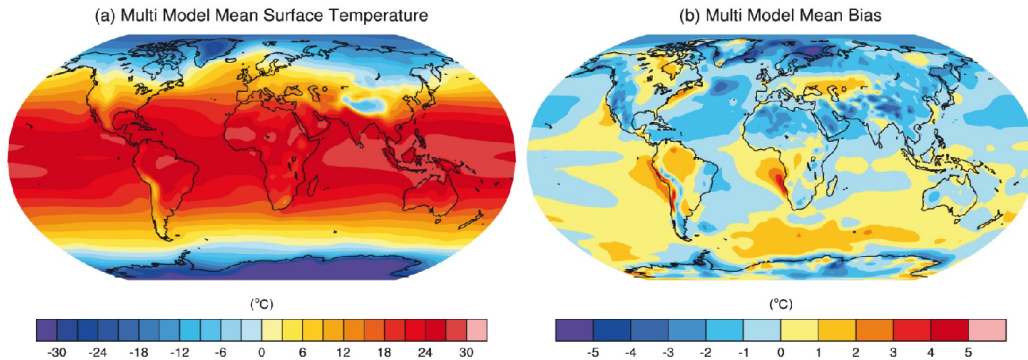 (a) Multi Model Mean Surface Temperature
(b) Multi Model Mean Bias
(°C)
-30 -24 -18 -12 -6 0 6 12 18 24 30
(°C)
-5 -4 -3 -2 -1 0 1 2 3 4 5